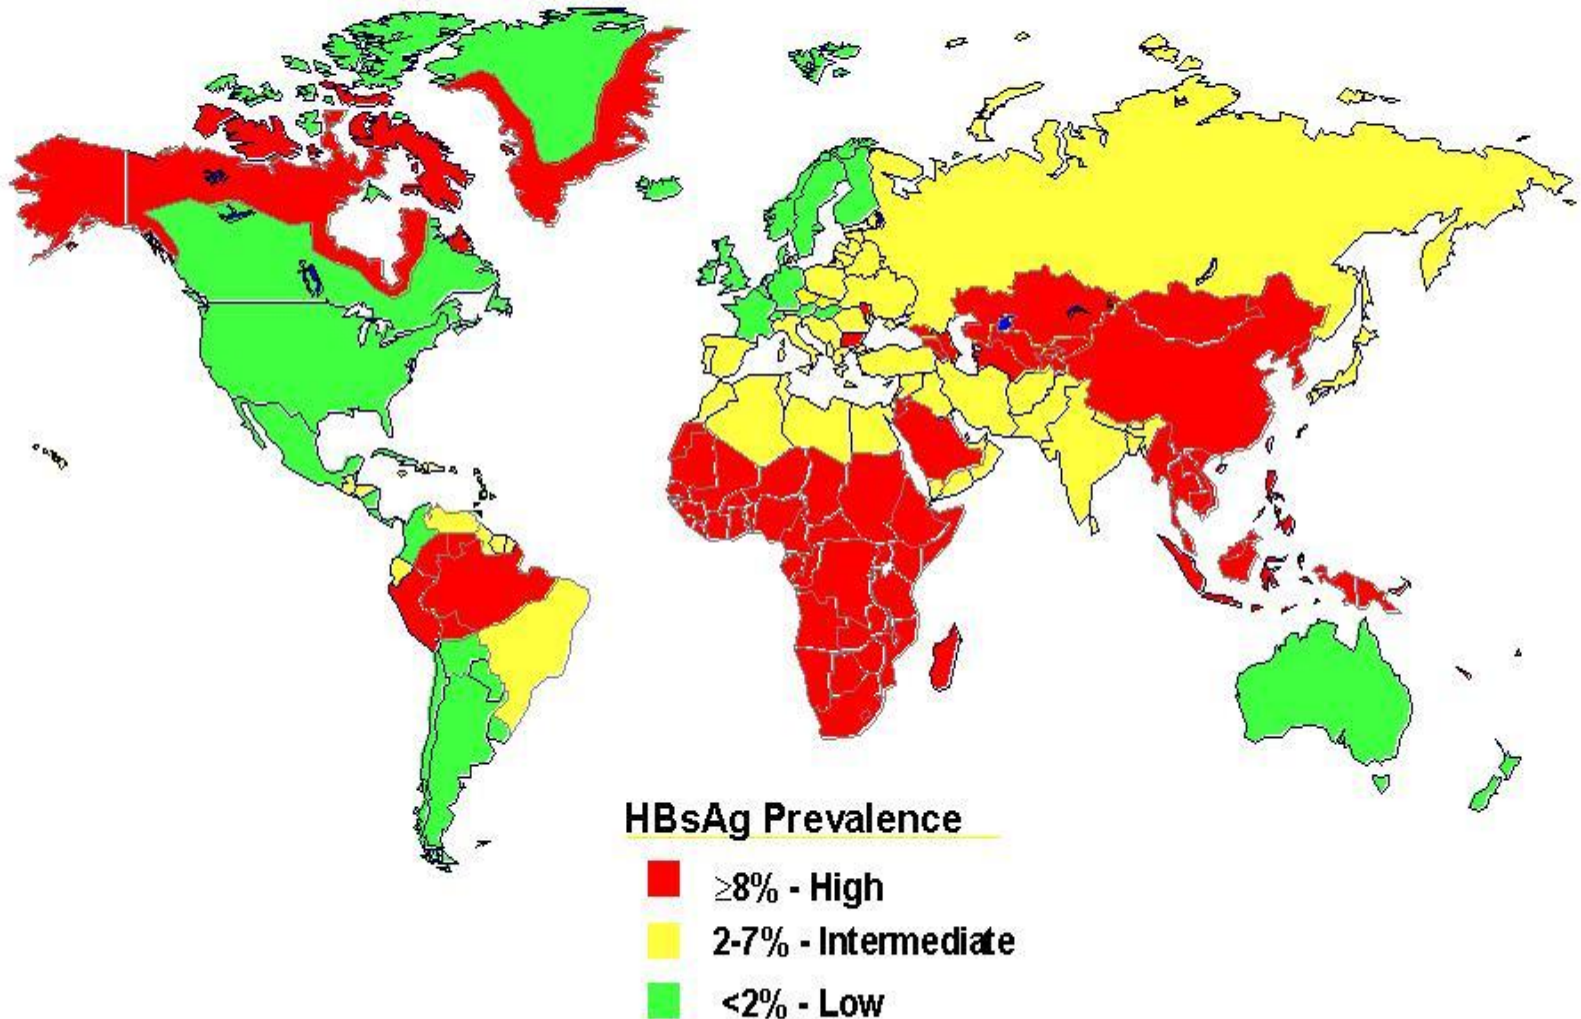 HBsAg Prevalence
≥8% - High
2-7% - Intermediate
<2% - Low